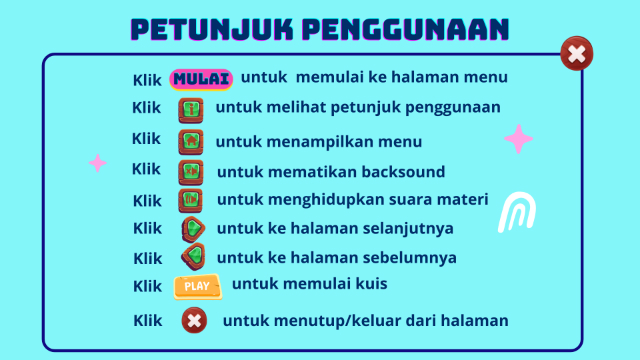 PETUNJUK PENGGUNAAN
Klik MULAI untuk memulai ke halaman menu
Klik untuk melihat petunjuk penggunaan
Klik untuk menampilkan menu
Klik untuk mematikan backsound
Klik untuk menghidupkan suara materi
Klik untuk ke halaman selanjutnya
Klik untuk ke halaman sebelumnya
Klik PLAY untuk memulai kuis
Klik untuk menutup/keluar dari halaman